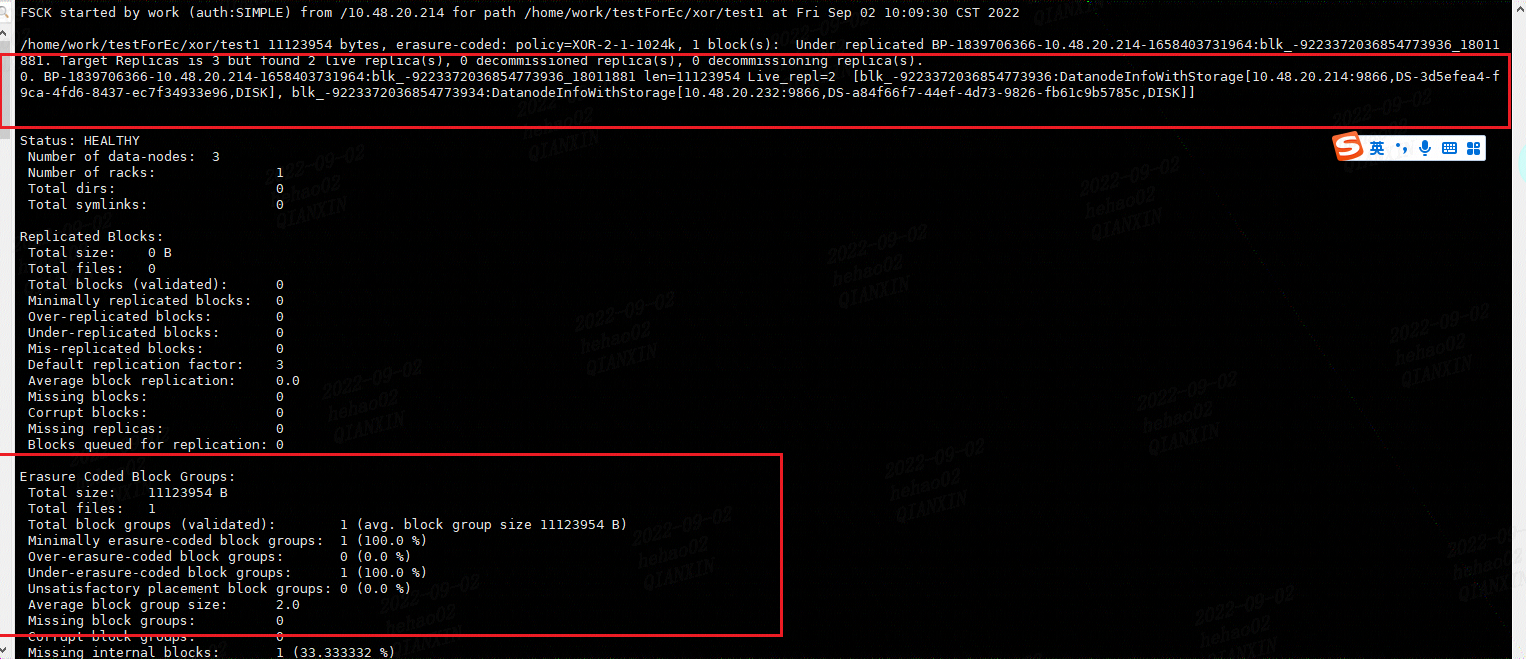 FSCK started by work (auth:SIMPLE) from /10.48.20.214 for path /home/work/testForEc/xor/test1 at Fri Sep 02 10:09:30 CST 2022
/home/work/testForEc/xor/test1 11123954 bytes, erasure-coded: policy=XOR-2-1-1024k, 1 block(s):  Under replicated BP-1839706366-10.48.20.214-1658403731964:blk_-9223372036854773936_18011
881. Target Replicas is 3 but found 2 live replica(s), 0 decommissioned replica(s), 0 decommissioning replica(s).
0. BP-1839706366-10.48.20.214-1658403731964:blk_-9223372036854773936_18011881 len=11123954 Live_repl=2  [blk_-9223372036854773936:DatanodeInfoWithStorage[10.48.20.214:9866,DS-3d5efea4-f
9ca-4fd6-8437-ec7f34933e96,DISK], blk_-9223372036854773934:DatanodeInfoWithStorage[10.48.20.232:9866,DS-a84f66f7-44ef-4d73-9826-fb61c9b5785c,DISK]]
Status: HEALTHY
英
Number of data-nodes:  3
Number of racks:               1
Total dirs:                    0
Total symlinks:                0
Replicated Blocks:
Total size:    0 B
Total files:   0
Total blocks (validated):      0
Minimally replicated blocks:   0
Over-replicated blocks:        0
Under-replicated blocks:       0
Mis-replicated blocks:         0
Default replication factor:    3
Average block replication:     0.0
Missing blocks:                0
Corrupt blocks:                0
Missing replicas:              0
Blocks queued for replication: 0
Erasure Coded Block Groups:
Total size:    11123954 B
Total files:   1
Total block groups (validated):        1 (avg. block group size 11123954 B)
Minimally erasure-coded block groups:  1 (100.0 %)
Over-erasure-coded block groups:       0 (0.0 %)
Under-erasure-coded block groups:      1 (100.0 %)
Unsatisfactory placement block groups: 0 (0.0 %)
Average block group size:      2.0
Missing block groups:          0
Corrupt block groups:          0
Missing internal blocks:       1 (33.333332 %)
2022-09-02
hehao02
QIANXIN